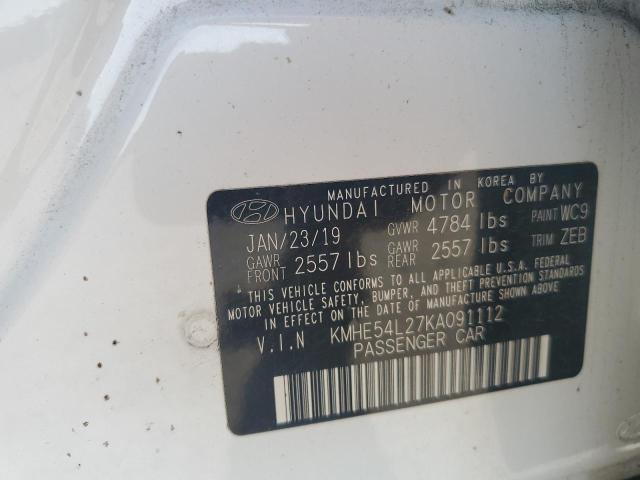 MANUFACTURED IN KOREA BY
HYUNDAI MOTOR COMPANY
JAN/23/19 GVWR 4784 lbs PAINT WC9
GAWR FRONT 2557 lbs GAWR REAR 2557 lbs TRIM ZEB
* THIS VEHICLE CONFORMS TO ALL APPLICABLE U.S.A. FEDERAL
MOTOR VEHICLE SAFETY, BUMPER, AND THEFT PREVENTION STANDARDS
IN EFFECT ON THE DATE OF MANUFACTURE SHOWN ABOVE.
V.I.N KMHE54L27KA091112
PASSENGER CAR